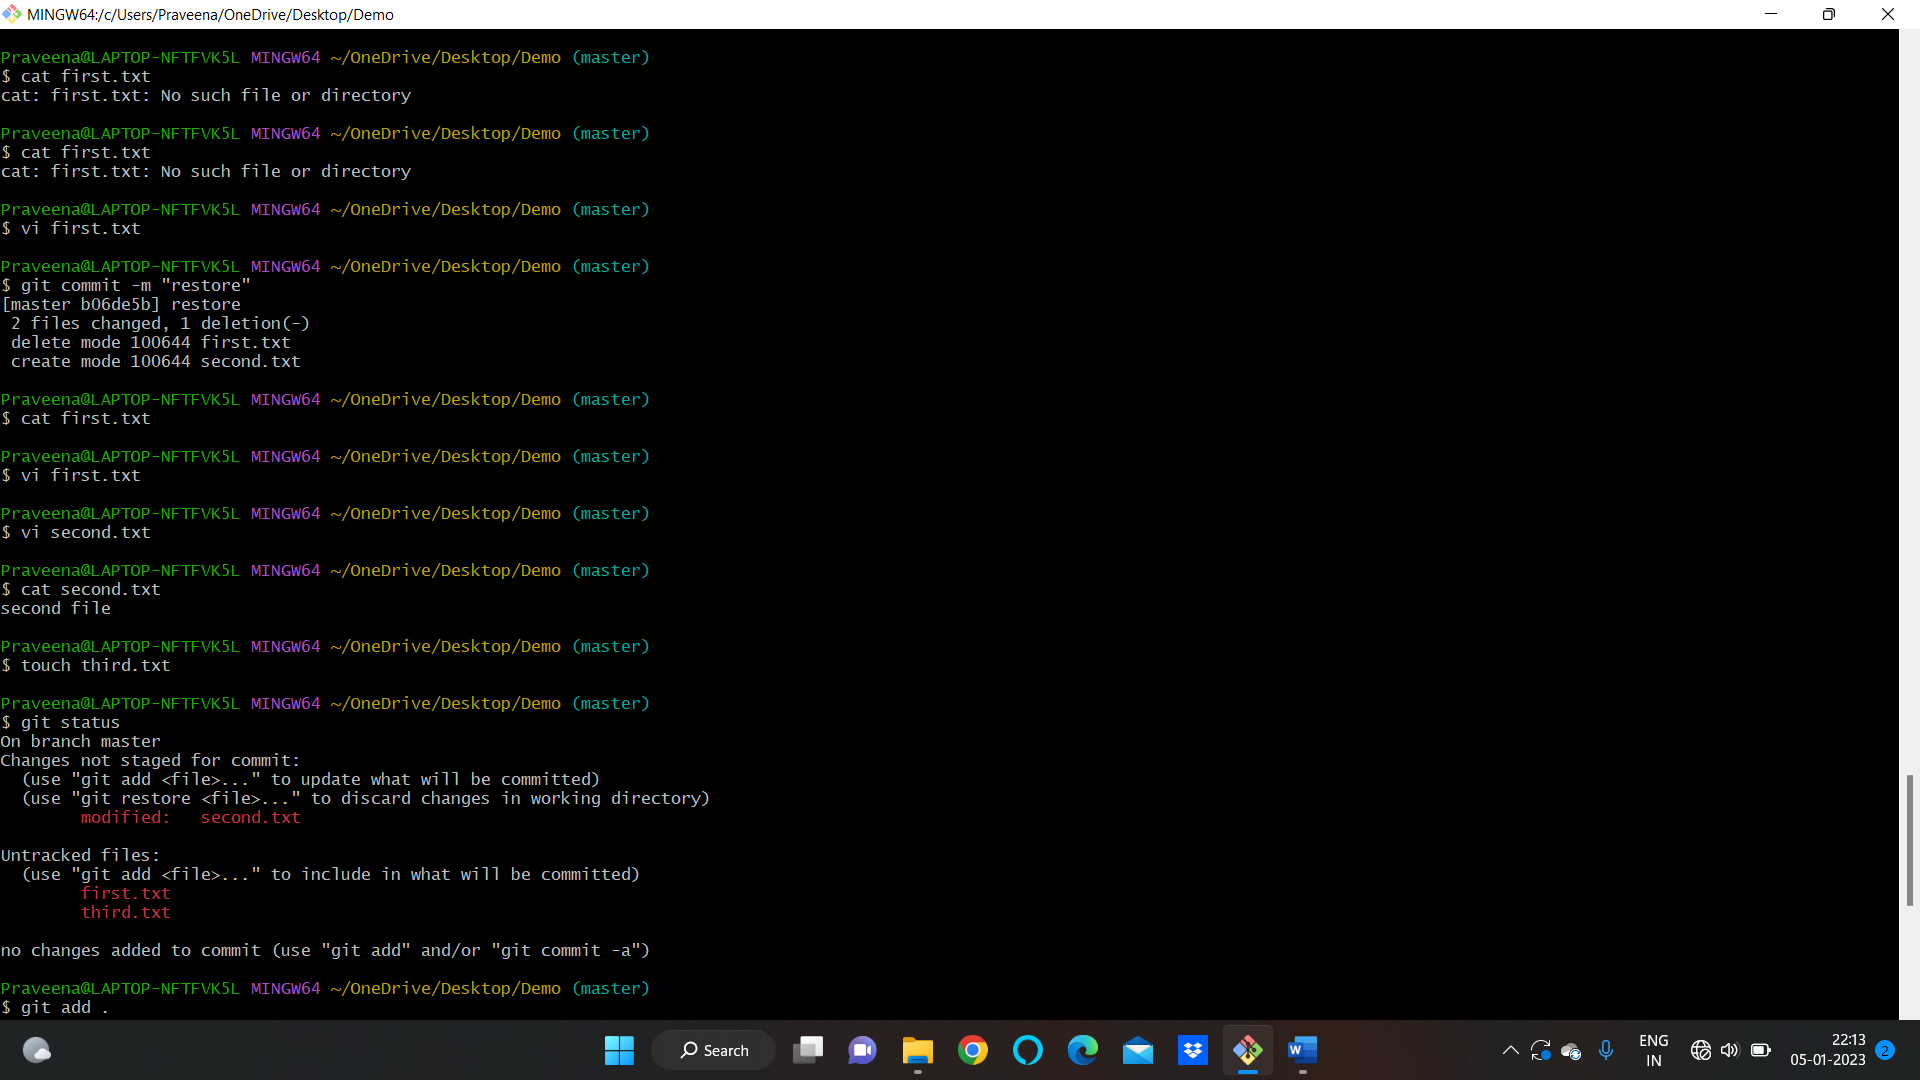 MINGW64:/c/Users/Praveena/OneDrive/Desktop/Demo
Praveena@LAPTOP-NFTFVK5L MINGW64 ~/OneDrive/Desktop/Demo (master)
$ cat first.txt
cat: first.txt: No such file or directory
Praveena@LAPTOP-NFTFVK5L MINGW64 ~/OneDrive/Desktop/Demo (master)
$ cat first.txt
cat: first.txt: No such file or directory
Praveena@LAPTOP-NFTFVK5L MINGW64 ~/OneDrive/Desktop/Demo (master)
$ vi first.txt
Praveena@LAPTOP-NFTFVK5L MINGW64 ~/OneDrive/Desktop/Demo (master)
$ git commit -m "restore"
[master b06de5b] restore
 2 files changed, 1 deletion(-)
 delete mode 100644 first.txt
 create mode 100644 second.txt
Praveena@LAPTOP-NFTFVK5L MINGW64 ~/OneDrive/Desktop/Demo (master)
$ cat first.txt
Praveena@LAPTOP-NFTFVK5L MINGW64 ~/OneDrive/Desktop/Demo (master)
$ vi first.txt
Praveena@LAPTOP-NFTFVK5L MINGW64 ~/OneDrive/Desktop/Demo (master)
$ vi second.txt
Praveena@LAPTOP-NFTFVK5L MINGW64 ~/OneDrive/Desktop/Demo (master)
$ cat second.txt
second file
Praveena@LAPTOP-NFTFVK5L MINGW64 ~/OneDrive/Desktop/Demo (master)
$ touch third.txt
Praveena@LAPTOP-NFTFVK5L MINGW64 ~/OneDrive/Desktop/Demo (master)
$ git status
On branch master
Changes not staged for commit:
  (use "git add <file>..." to update what will be committed)
  (use "git restore <file>..." to discard changes in working directory)
        modified:   second.txt
Untracked files:
  (use "git add <file>..." to include in what will be committed)
        first.txt
        third.txt
no changes added to commit (use "git add" and/or "git commit -a")
Praveena@LAPTOP-NFTFVK5L MINGW64 ~/OneDrive/Desktop/Demo (master)
$ git add .
Search
W
ENG
IN
22:13
05-01-2023
2